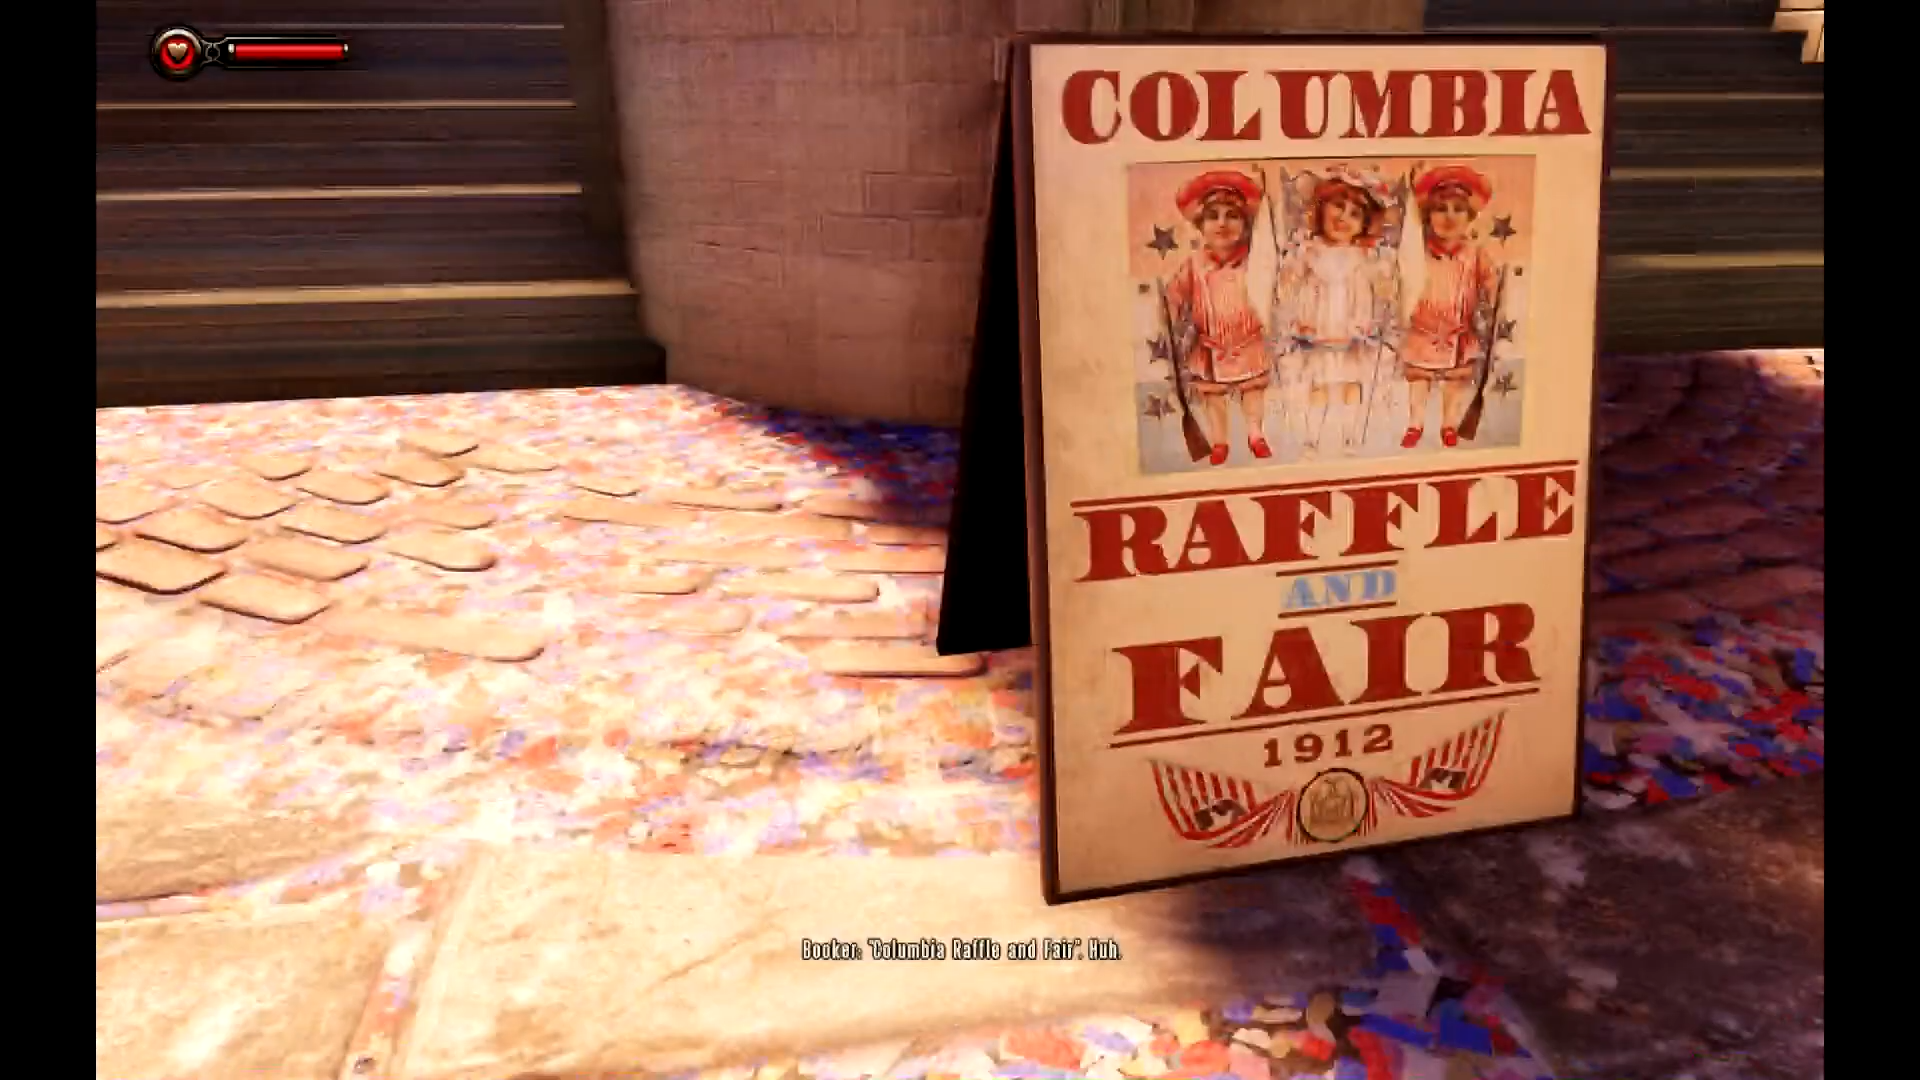 COLUMBIA
RAFFLE
AND
FAIR
1912
Booker: "Columbia Raffle and Fair". Huh.